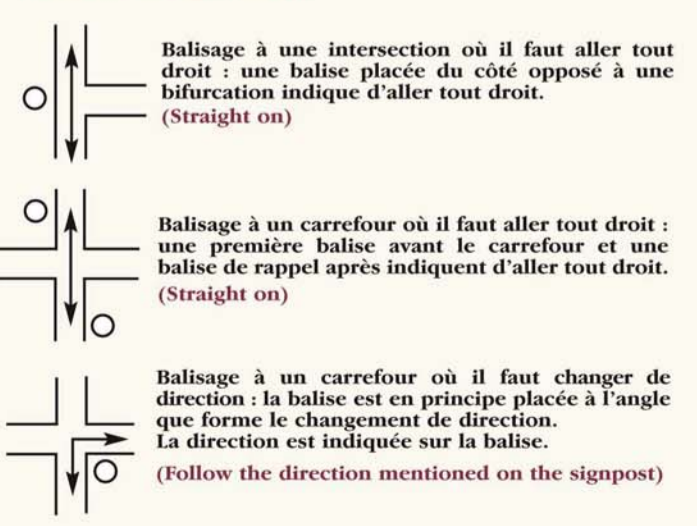 Balisage à une intersection où il faut aller tout
droit : une balise placée du côté opposé à une
bifurcation indique d'aller tout droit.
(Straight on)
Balisage à un carrefour où il faut aller tout droit :
une première balise avant le carrefour et une
balise de rappel après indiquent d'aller tout droit.
(Straight on)
Balisage à un carrefour où il faut changer de
direction : la balise est en principe placée à l'angle
que forme le changement de direction.
La direction est indiquée sur la balise.
(Follow the direction mentioned on the signpost)